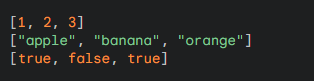 [1, 2, 3]
["apple", "banana", "orange"]
[true, false, true]